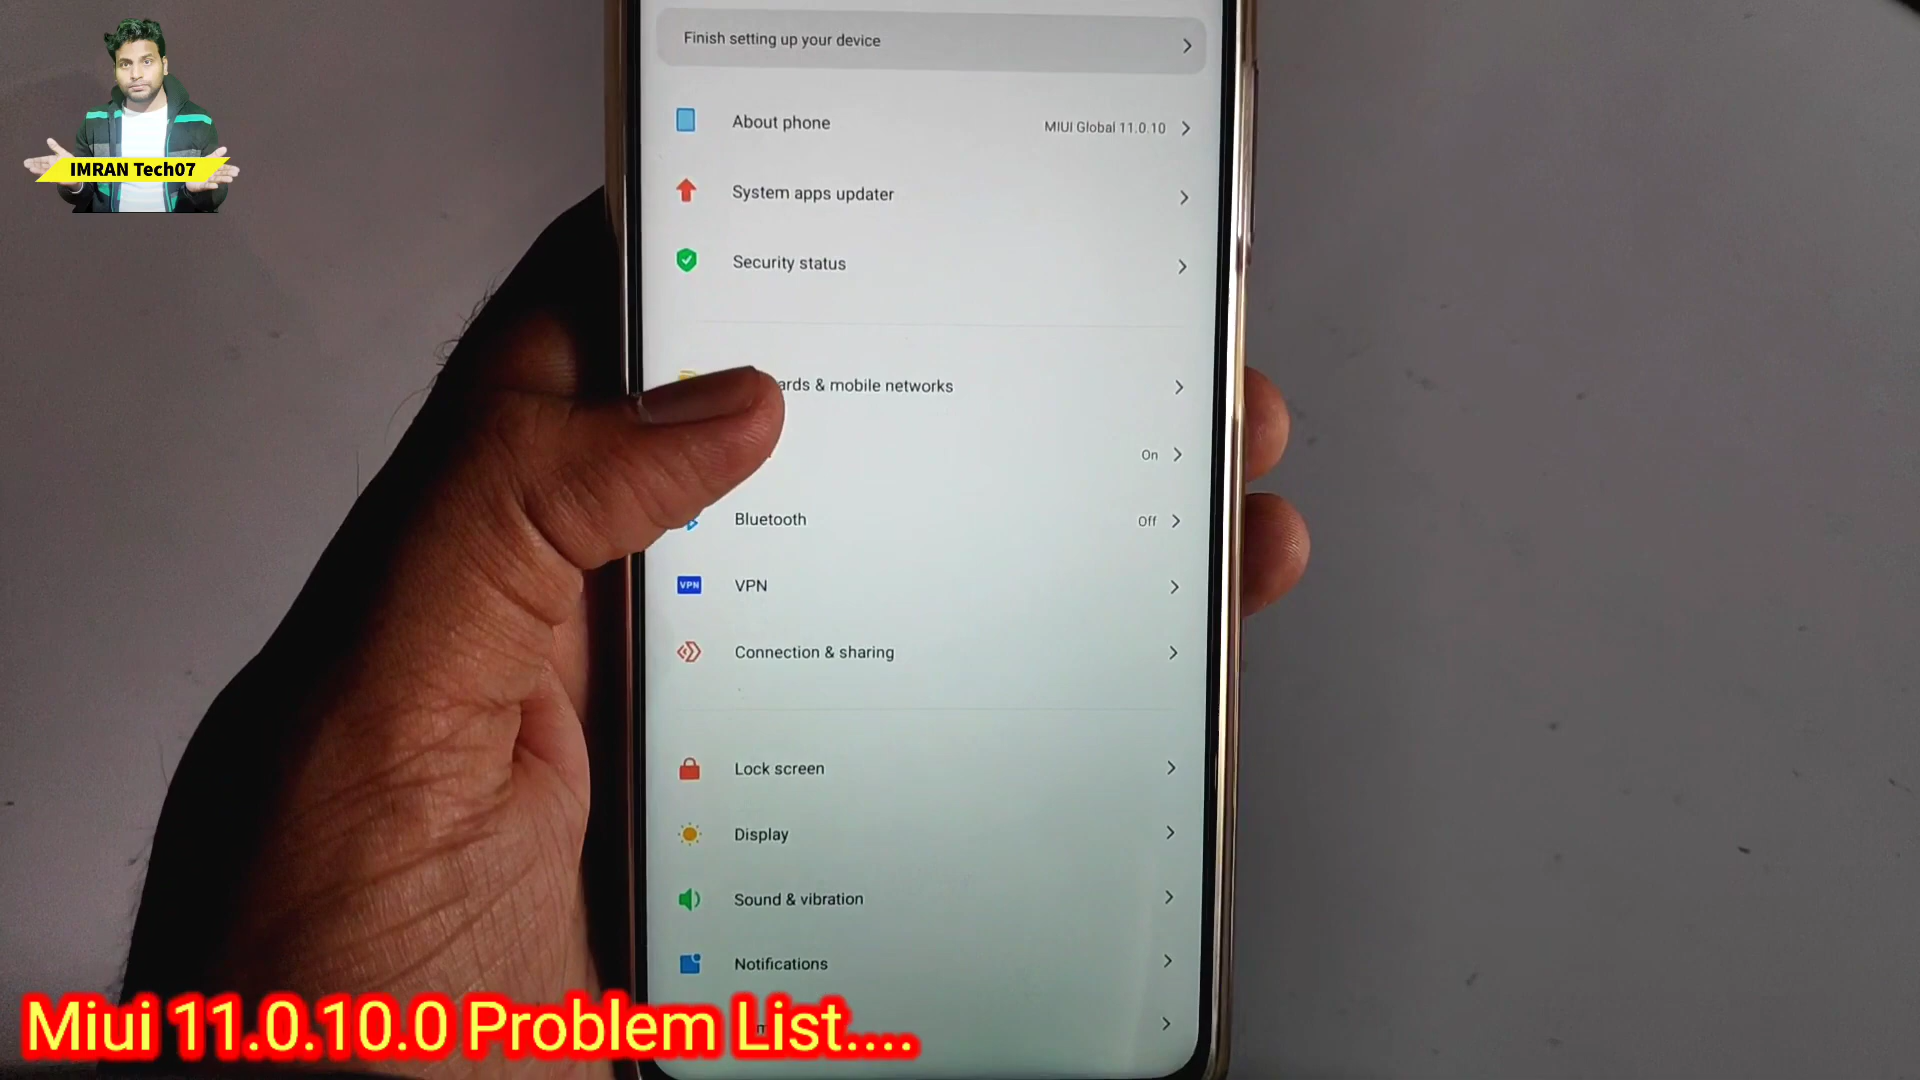 Finish setting up your device
About phone MIUI Global 11.0.10
System apps updater
IMRAN Tech07
Security status
& mobile networks
On
Bluetooth Off
VPN VPN
Connection & sharing
Lock screen
Display
Sound & vibration
Notifications
Miui 11.0.10.0 Problem List....